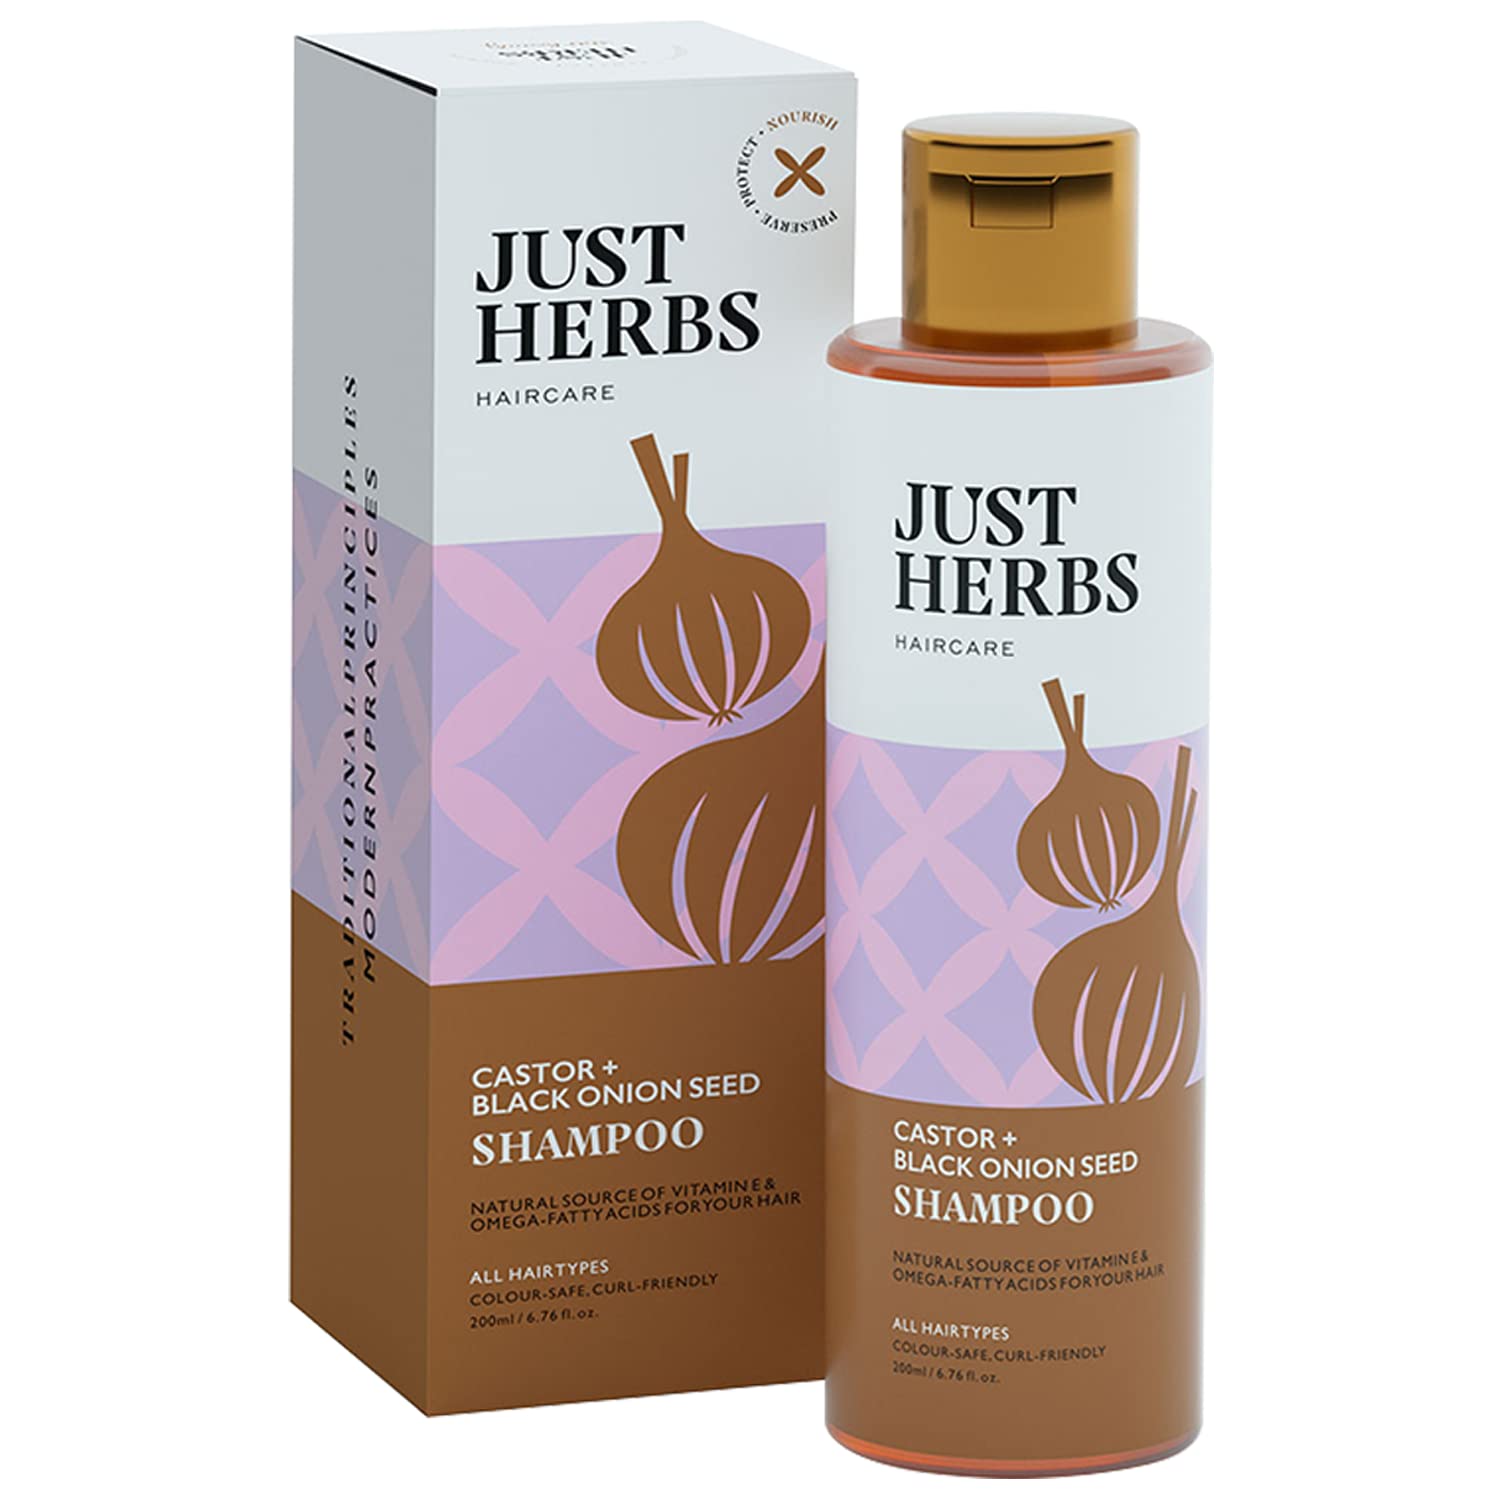 NOURISH • PROTECT • PRESERVE
JUST
HERBS
HAIRCARE
TRADITIONAL PRINCIPLES
MODERN PRACTICES
CASTOR +
BLACK ONION SEED
SHAMPOO
NATURAL SOURCE OF VITAMIN E &
OMEGA-FATTY ACIDS FOR YOUR HAIR
ALL HAIR TYPES
COLOUR-SAFE, CURL-FRIENDLY
200ml / 6.76 fl. oz.
JUST
HERBS
HAIRCARE
CASTOR +
BLACK ONION SEED
SHAMPOO
NATURAL SOURCE OF VITAMIN E &
OMEGA-FATTY ACIDS FOR YOUR HAIR
ALL HAIR TYPES
COLOUR-SAFE, CURL-FRIENDLY
200ml / 6.76 fl. oz.